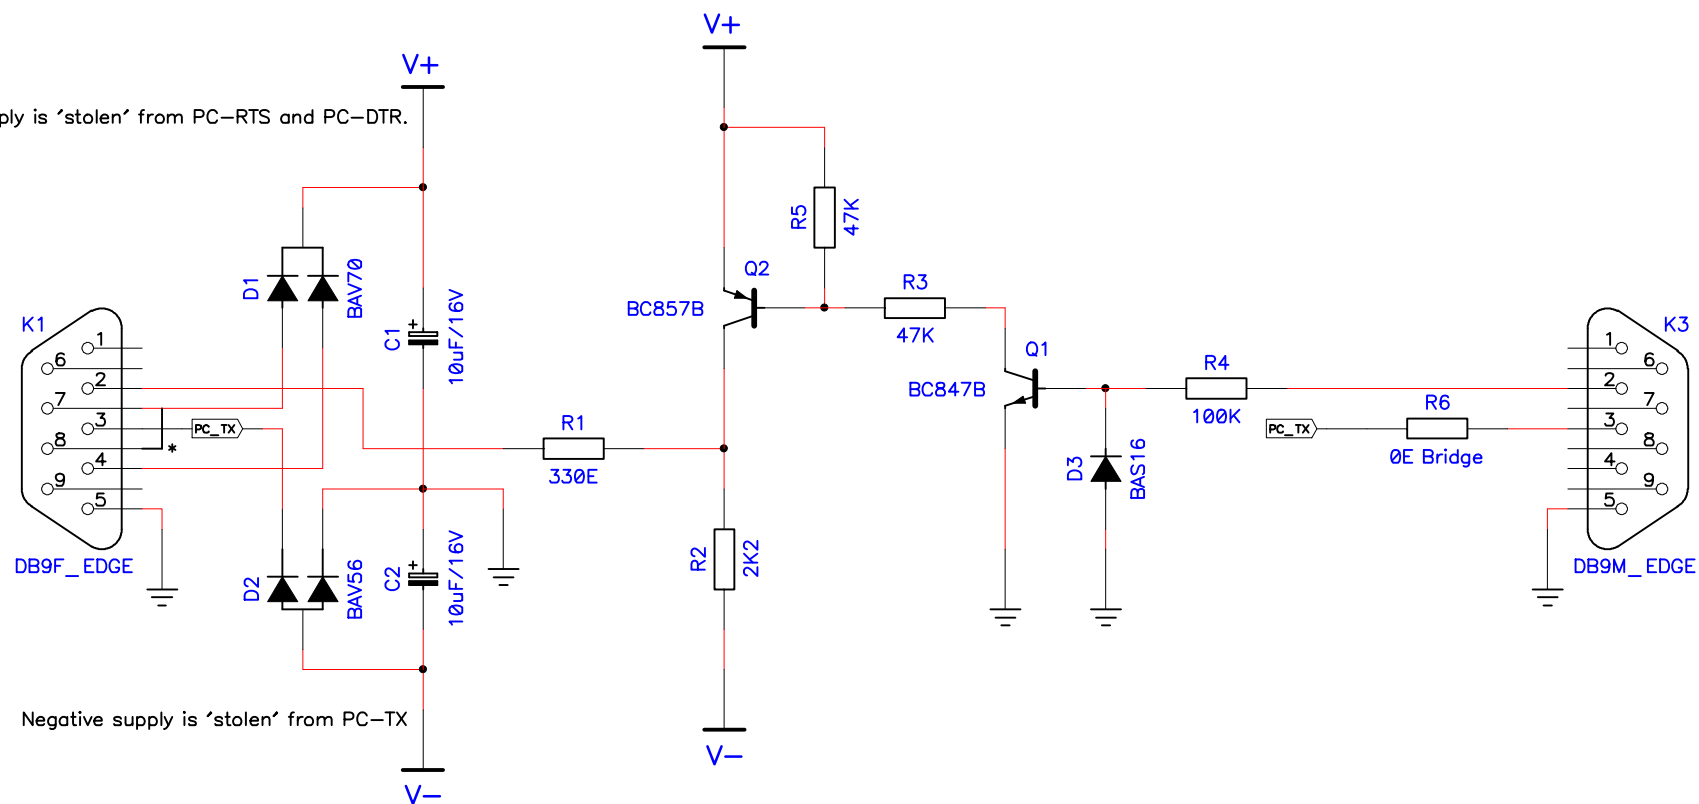 V+
V+
ply is ´stolen´ from PC-RTS and PC-DTR.
R5
47K
D1
BAV70
Q2
BC857B
R3
47K
C1
10uF/16V
K1
1
6
2
7
3
8
4
9
5
PC_TX
*
DB9F_EDGE
Q1
BC847B
R4
100K
R6
0E Bridge
PC_TX
K3
1
6
2
7
3
8
4
9
5
DB9M_EDGE
R1
330E
D3
BAS16
D2
BAV56
C2
10uF/16V
R2
2K2
+
+
Negative supply is ´stolen´ from PC-TX
V-
V-